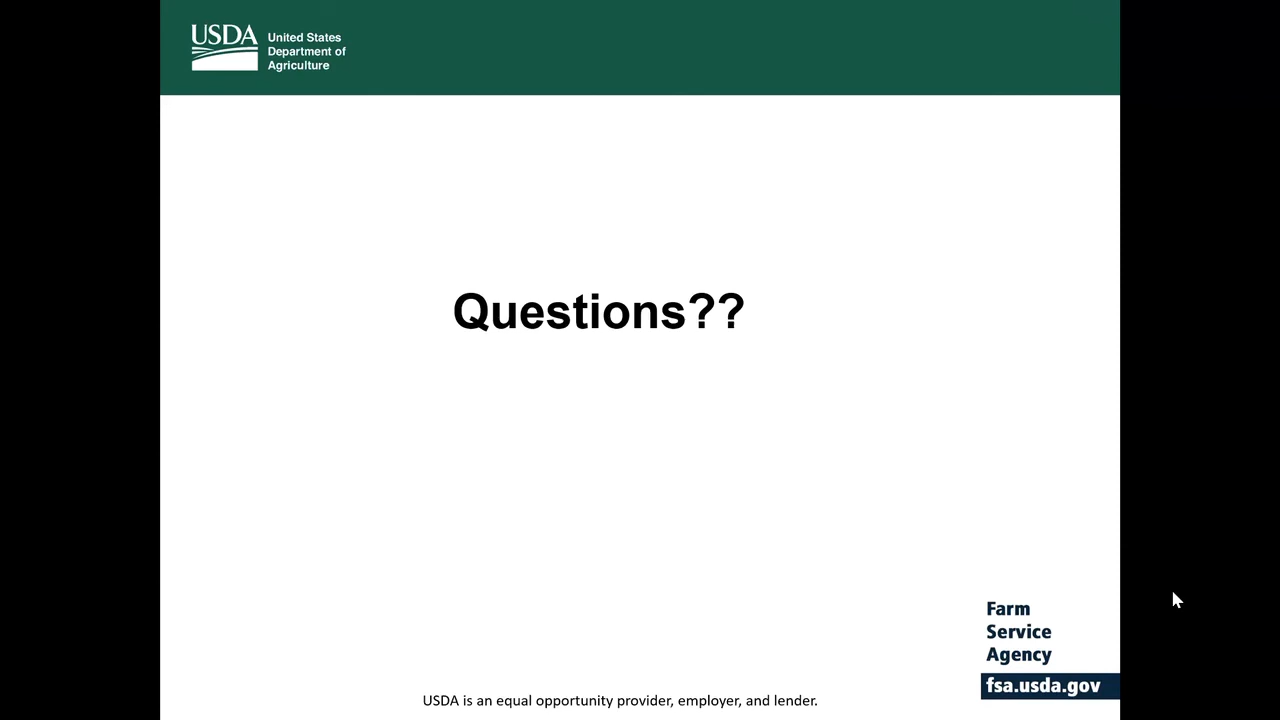 USDA
United States
Department of
Agriculture
Questions??
Farm
Service
Agency
fsa.usda.gov
USDA is an equal opportunity provider, employer, and lender.